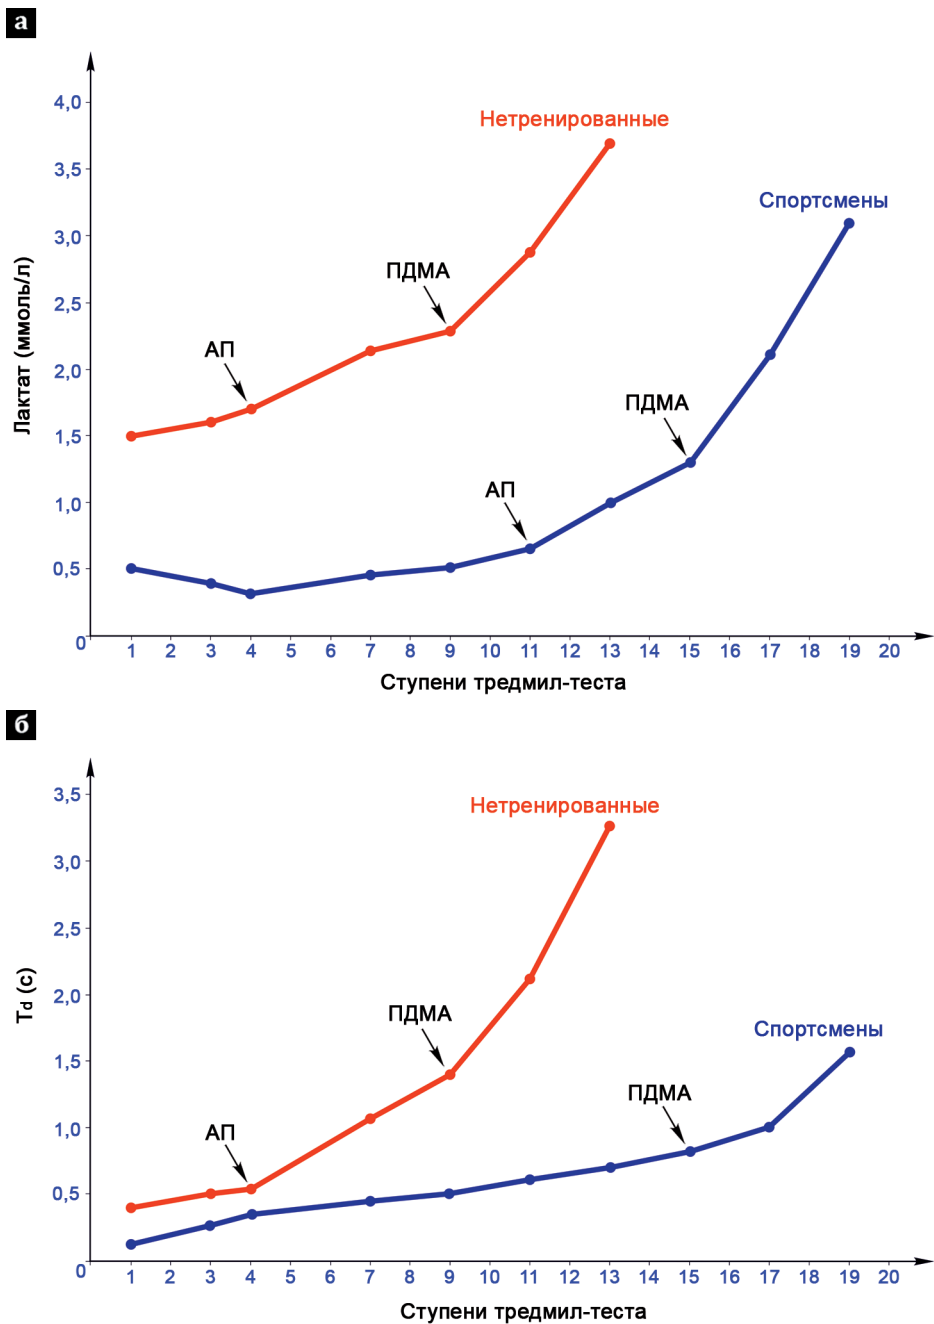 а
4,0
Нетренированные
3,5
Спортсмены
3,0
ПДМА
2,5
АП
2,0
ПДМА
1,5
АП
1,0
0,5
0
Лактат (ммоль/л)
1 2 3 4 5 6 7 8 9 10 11 12 13 14 15 16 17 18 19 20
Ступени тредмил-теста
б
3,5
Нетренированные
3,0
2,5
ПДМА
2,0
Спортсмены
1,5
ПДМА
АП
1,0
0,5
0
Td (с)
1 2 3 4 5 6 7 8 9 10 11 12 13 14 15 16 17 18 19 20
Ступени тредмил-теста